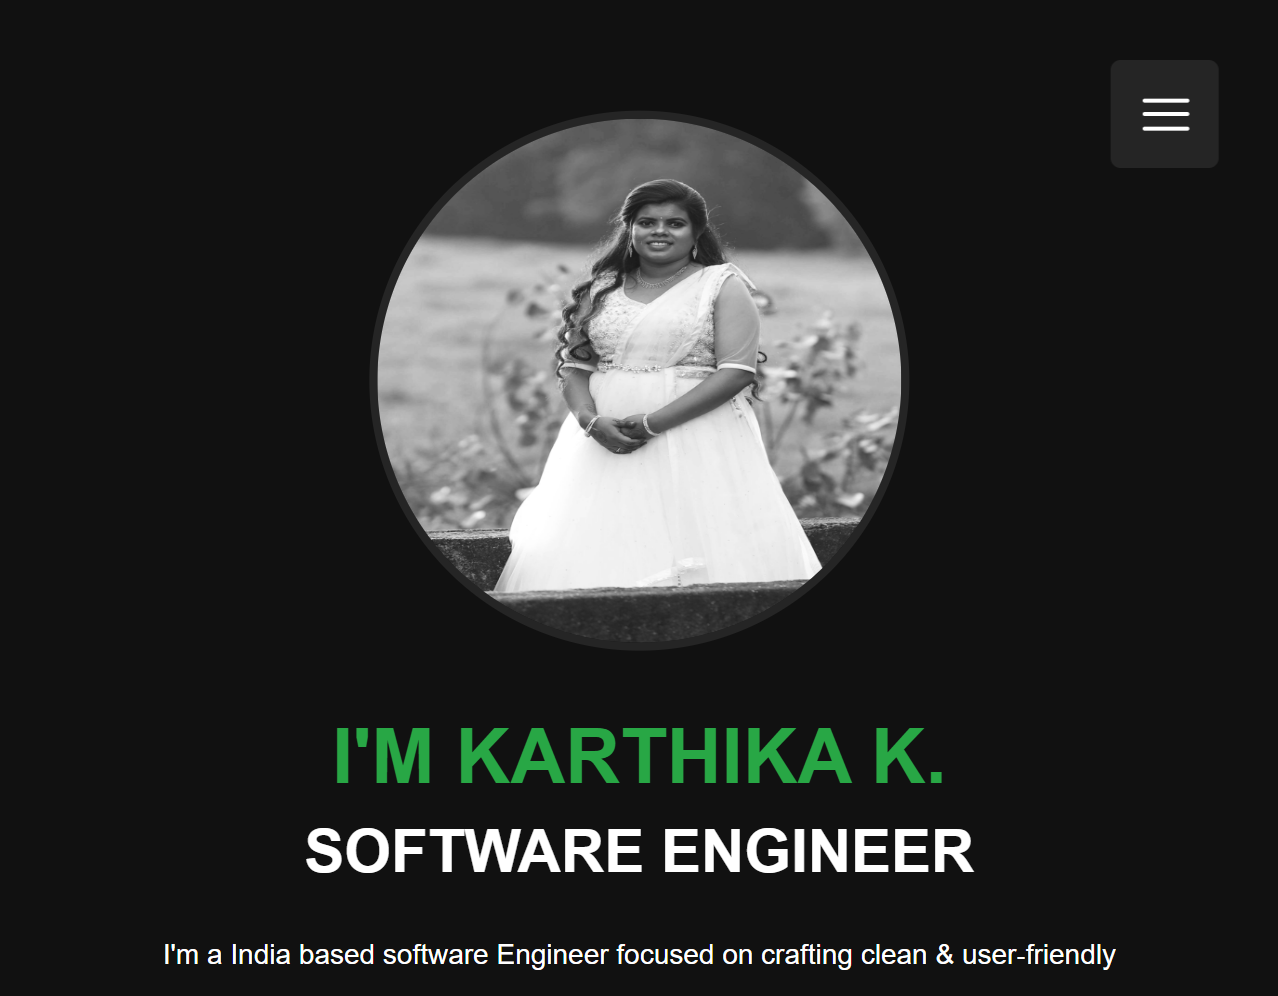 I'M KARTHIKA K.
SOFTWARE ENGINEER
I'm a India based software Engineer focused on crafting clean & user-friendly